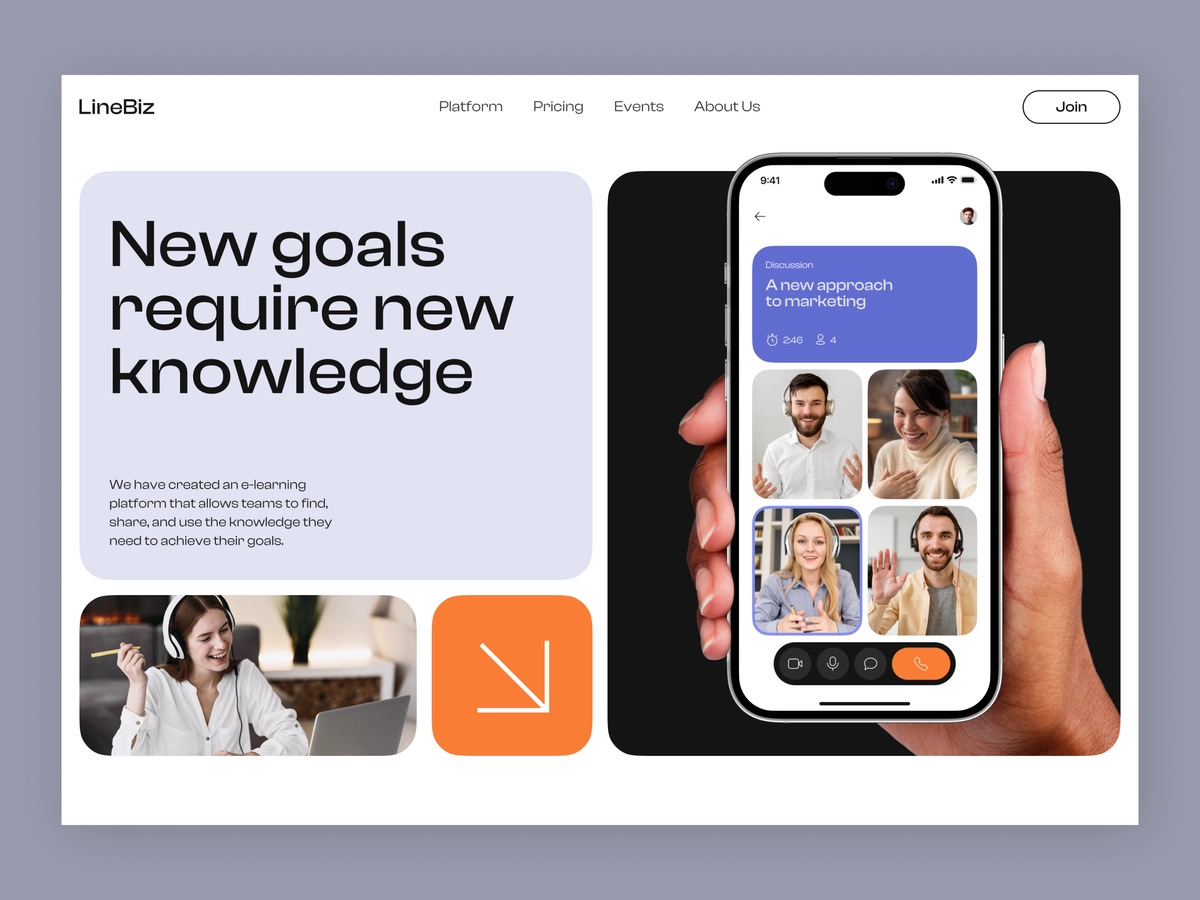 LineBiz
Platform
Pricing
Events
About Us
Join
New goals
require new
knowledge
We have created an e-learning
platform that allows teams to find,
share, and use the knowledge they
need to achieve their goals.
9:41
Discussion
A new approach
to marketing
2:46
4